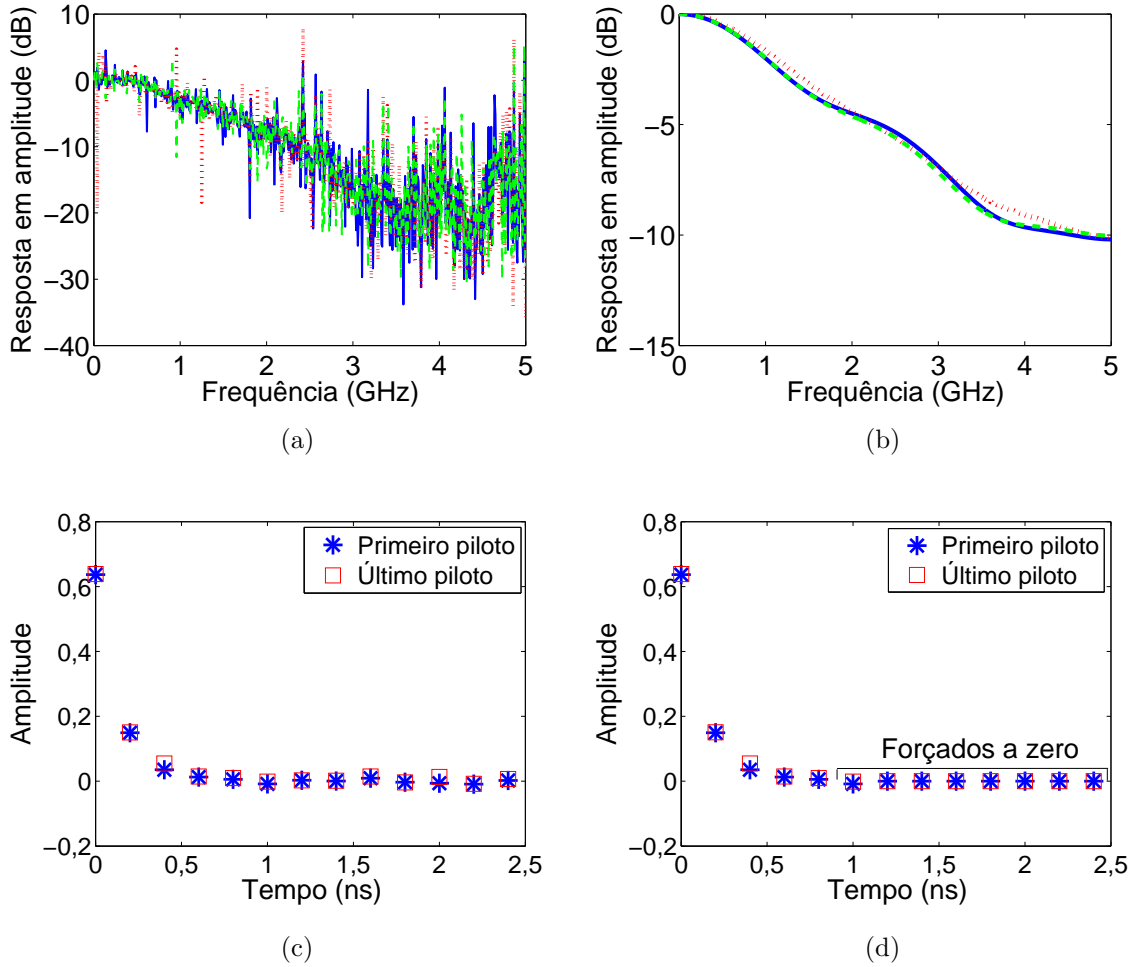 10
0
−10
−20
−30
−40
Resposta em amplitude (dB)
0 1 2 3 4 5
Frequência (GHz)
(a)
0
−5
−10
−15
Resposta em amplitude (dB)
0 1 2 3 4 5
Frequência (GHz)
(b)
0,8
0,6
0,4
0,2
0
−0,2
Amplitude
Primeiro piloto
Último piloto
0 0,5 1 1,5 2 2,5
Tempo (ns)
(c)
0,8
0,6
0,4
0,2
0
−0,2
Amplitude
Primeiro piloto
Último piloto
Forçados a zero
0 0,5 1 1,5 2 2,5
Tempo (ns)
(d)